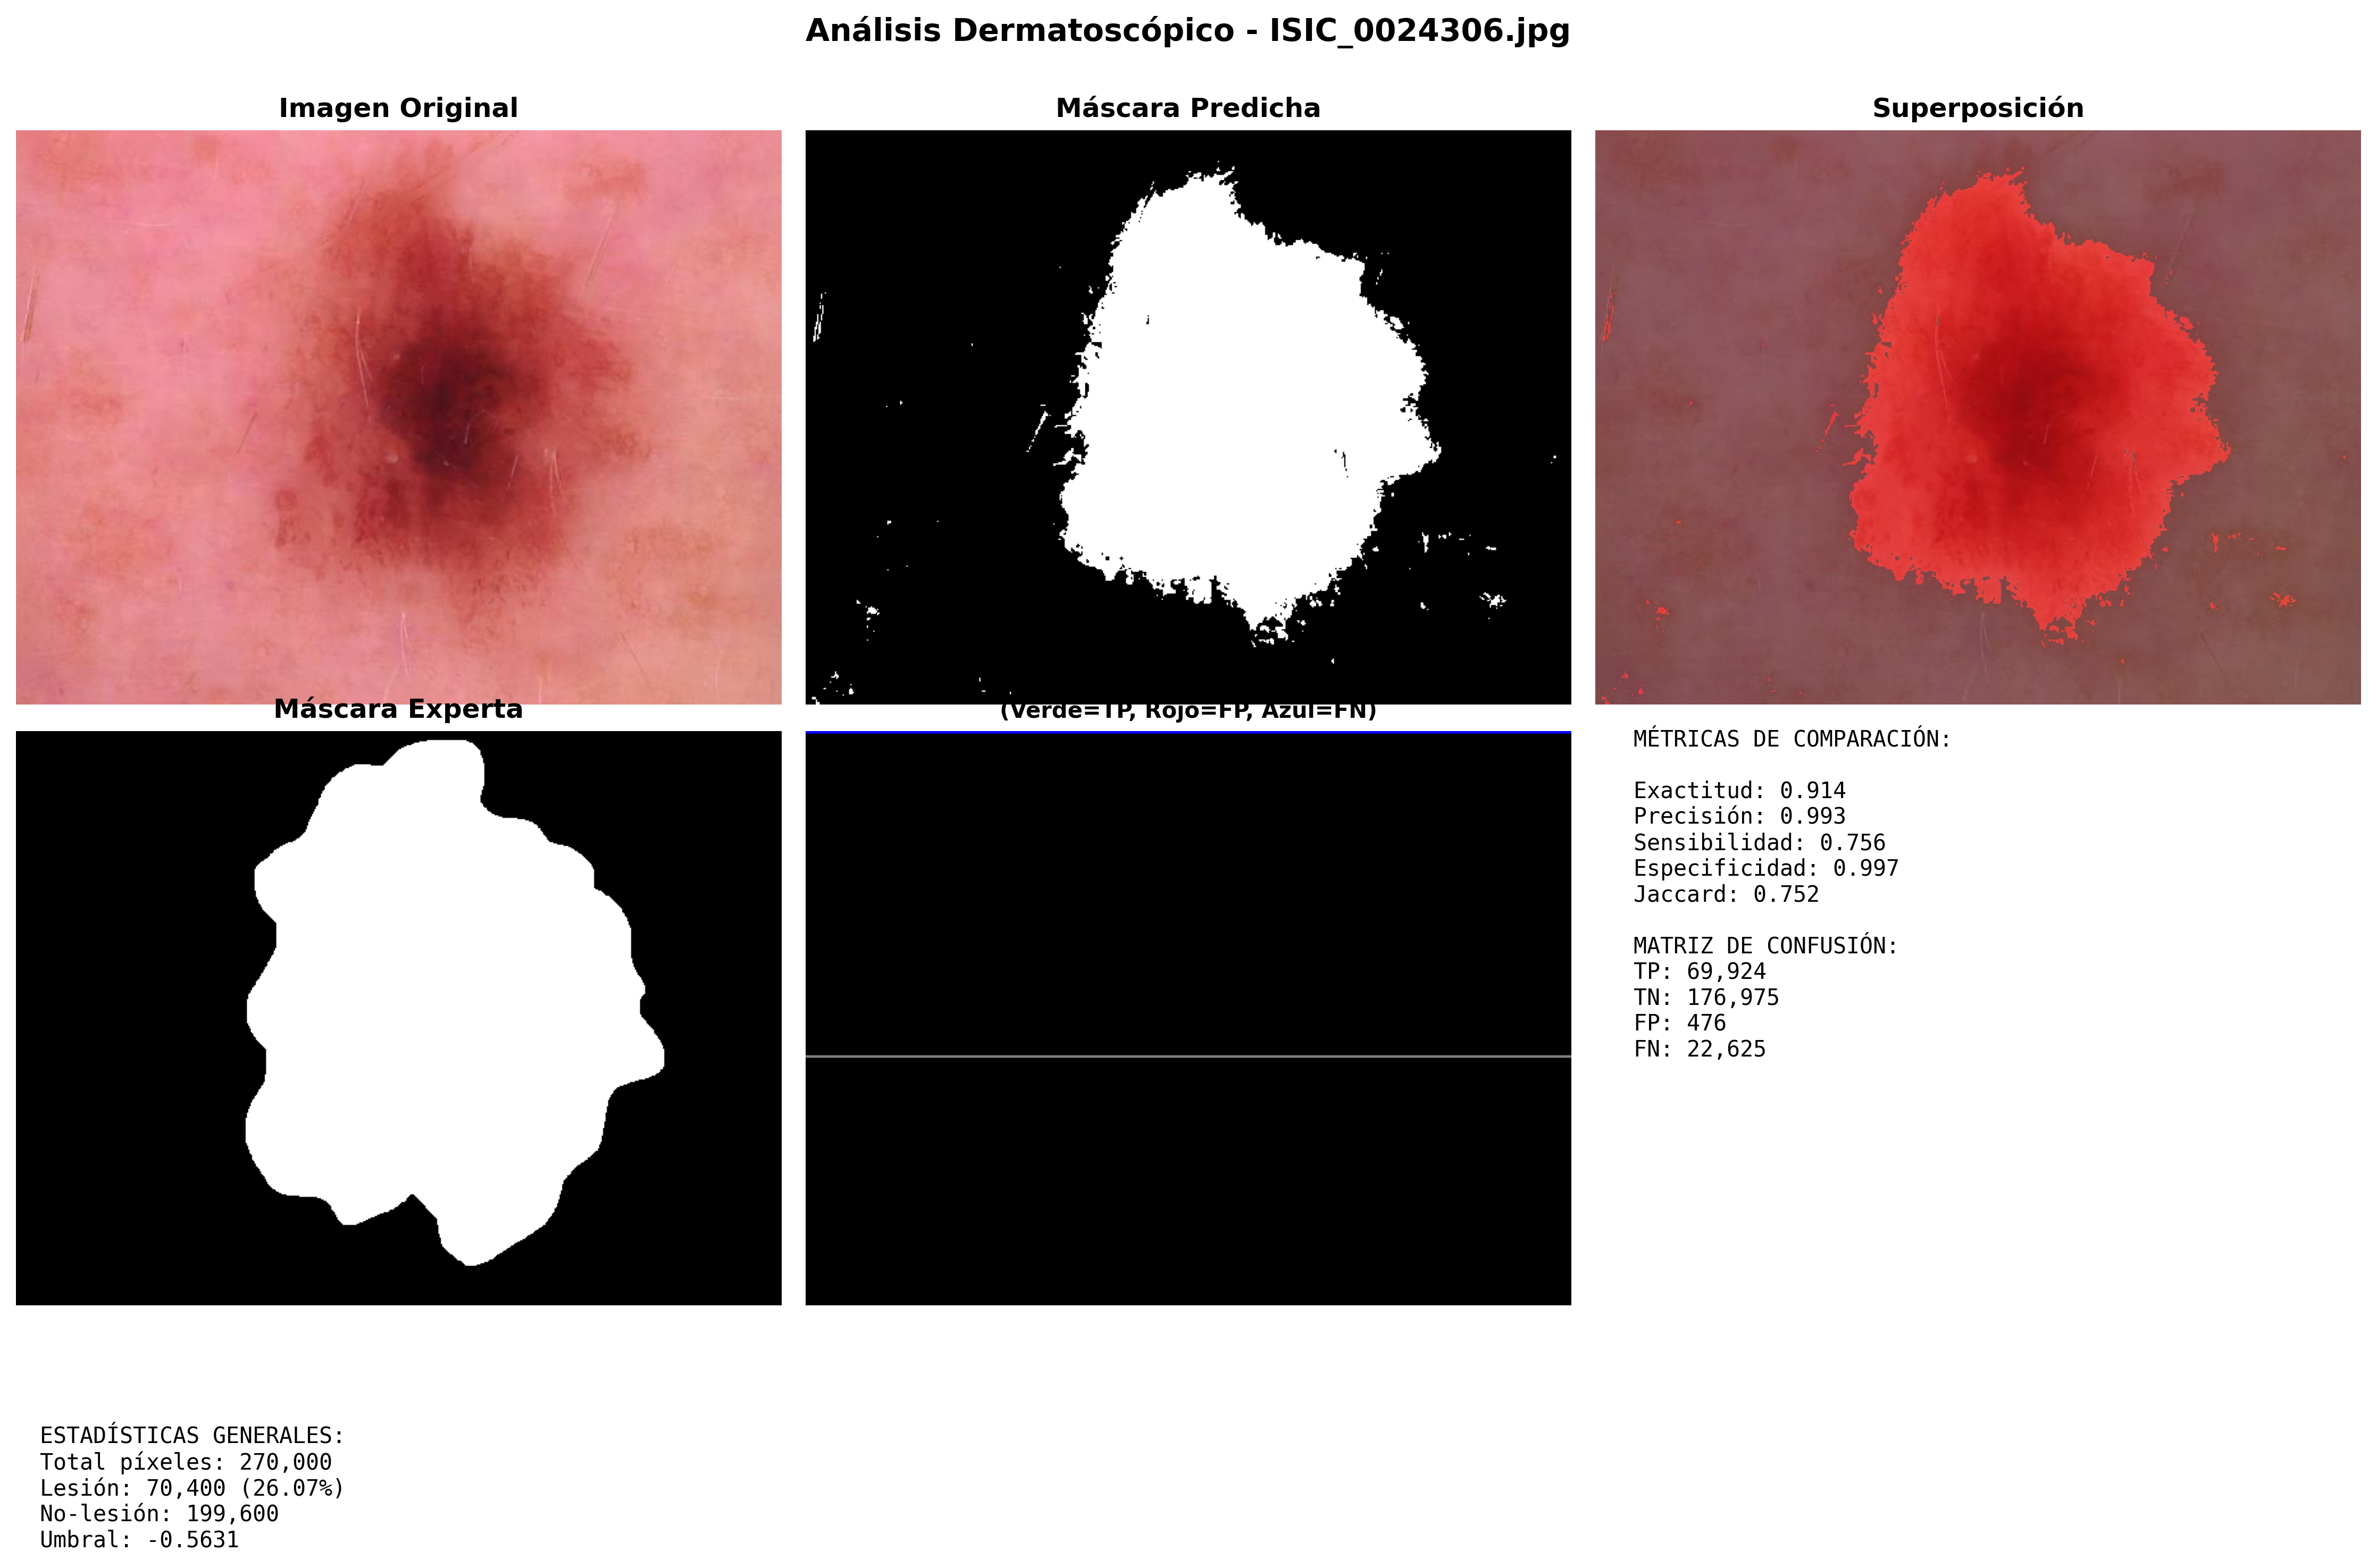 Análisis Dermatoscópico - ISIC_0024306.jpg
Imagen Original
Máscara Predicha
Superposición
Máscara Experta
(Verde=TP, Rojo=FP, Azul=FN)
MÉTRICAS DE COMPARACIÓN:
Exactitud: 0.914
Precisión: 0.993
Sensibilidad: 0.756
Especificidad: 0.997
Jaccard: 0.752
MATRIZ DE CONFUSIÓN:
TP: 69,924
TN: 176,975
FP: 476
FN: 22,625
ESTADÍSTICAS GENERALES:
Total píxeles: 270,000
Lesión: 70,400 (26.07%)
No-lesión: 199,600
Umbral: -0.5631